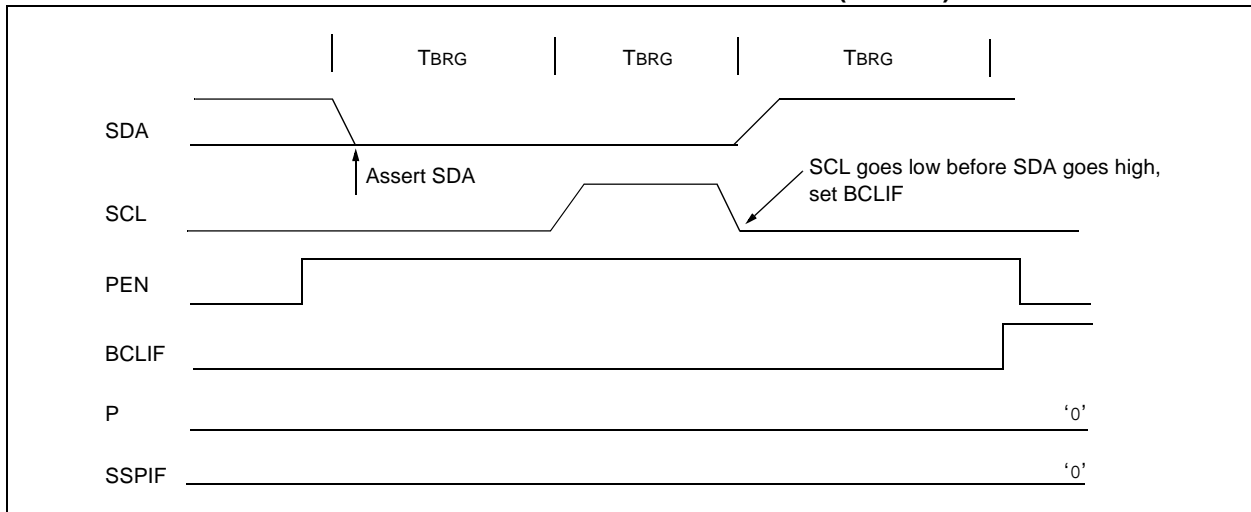 TBRG TBRG TBRG
SDA
Assert SDA
SCL goes low before SDA goes high,
set BCLIF
SCL
PEN
BCLIF
P ‘0’
SSPIF ‘0’